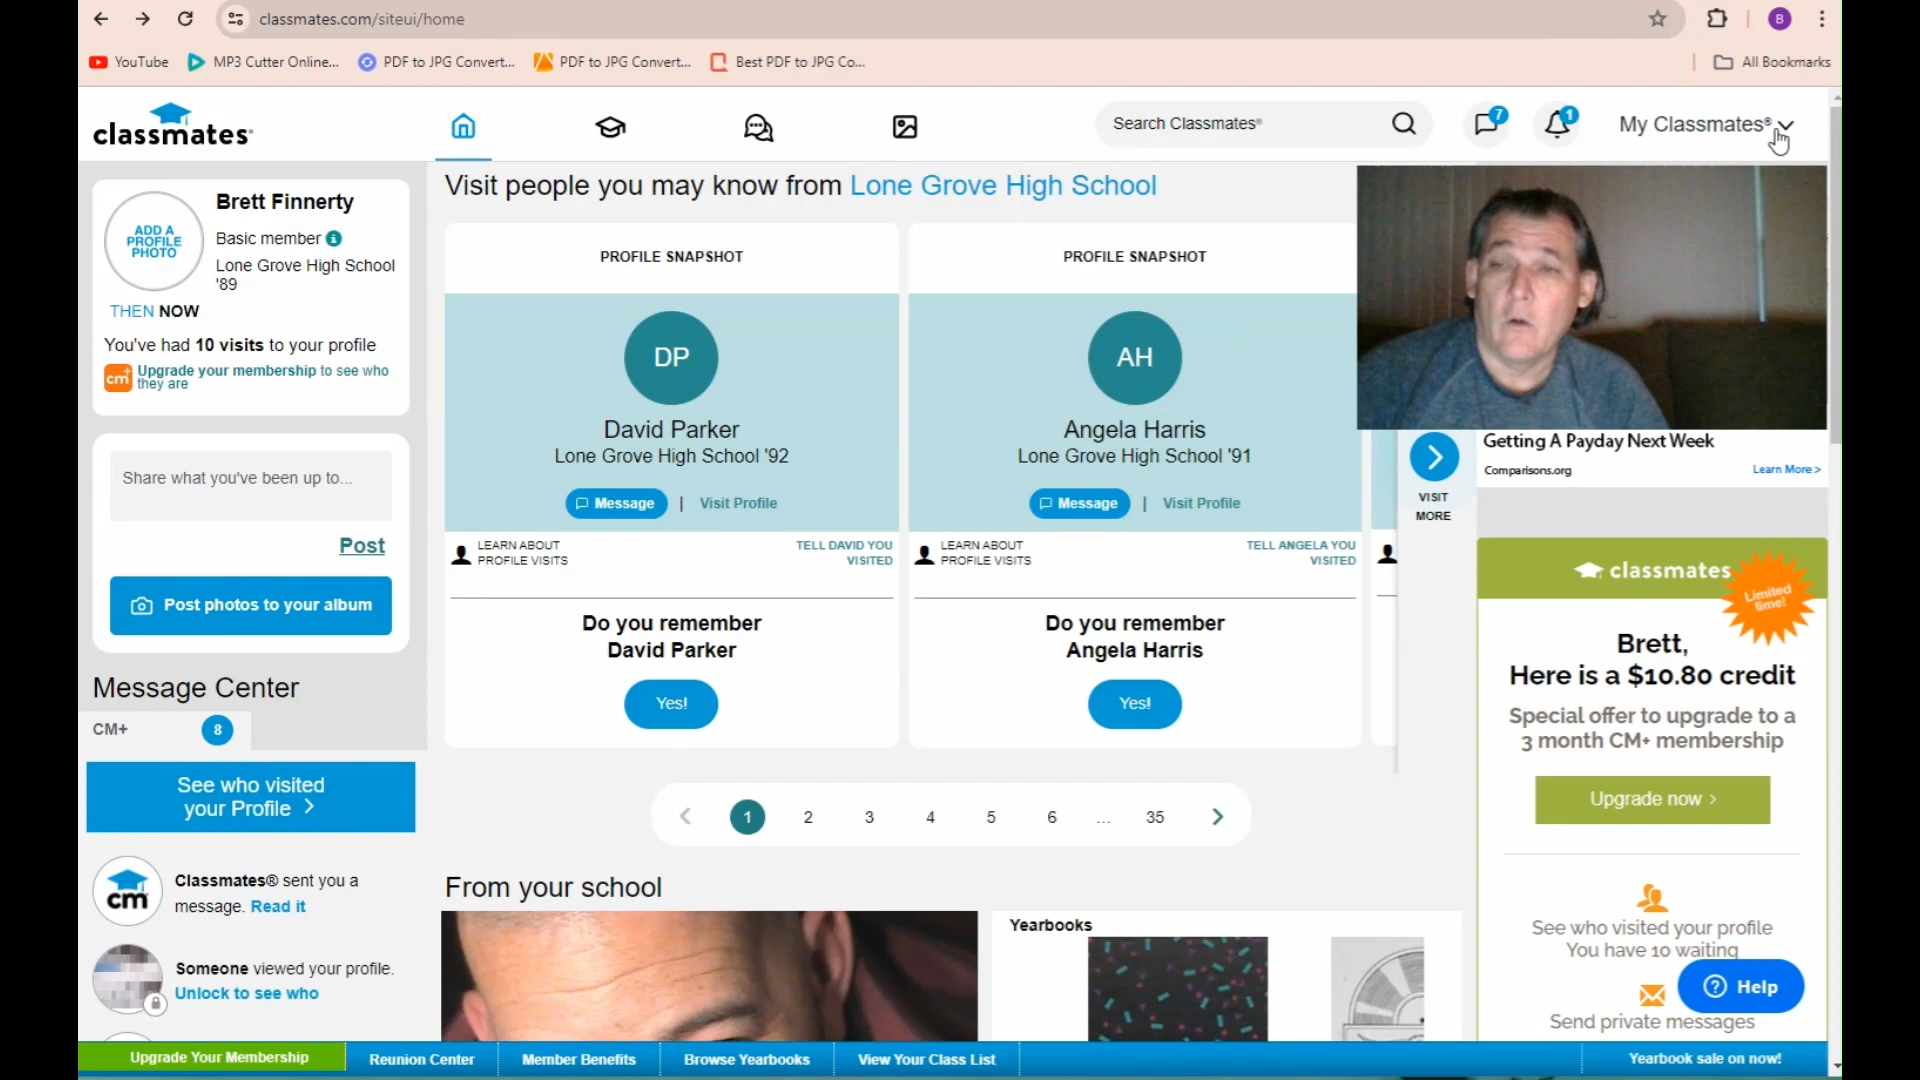 classmates.com/siteui/home
B
YouTube
MP3 Cutter Online...
PDF to JPG Convert...
PDF to JPG Convert...
Best PDF to JPG Co...
All Bookmarks
classmates®
Search Classmates®
7
1
My Classmates®
Brett Finnerty
ADD A
PROFILE
PHOTO
Basic member
Lone Grove High School
'89
THEN NOW
You've had 10 visits to your profile
cm+
Upgrade your membership to see who
they are
Share what you've been up to...
Post
Post photos to your album
Message Center
CM+
8
See who visited
your Profile >
cm
Classmates® sent you a
message. Read it
Someone viewed your profile.
Unlock to see who
Visit people you may know from Lone Grove High School
PROFILE SNAPSHOT
DP
David Parker
Lone Grove High School '92
Message | Visit Profile
LEARN ABOUT
PROFILE VISITS
TELL DAVID YOU
VISITED
Do you remember
David Parker
Yes!
PROFILE SNAPSHOT
AH
Angela Harris
Lone Grove High School '91
Message | Visit Profile
LEARN ABOUT
PROFILE VISITS
TELL ANGELA YOU
VISITED
Do you remember
Angela Harris
Yes!
VISIT
MORE
1 2 3 4 5 6 ... 35
From your school
Yearbooks
Getting A Payday Next Week
Comparisons.org
Learn More >
classmates
Limited
time!
Brett,
Here is a $10.80 credit
Special offer to upgrade to a
3 month CM+ membership
Upgrade now >
See who visited your profile
You have 10 waiting
Send private messages
Help
Upgrade Your Membership
Reunion Center
Member Benefits
Browse Yearbooks
View Your Class List
Yearbook sale on now!